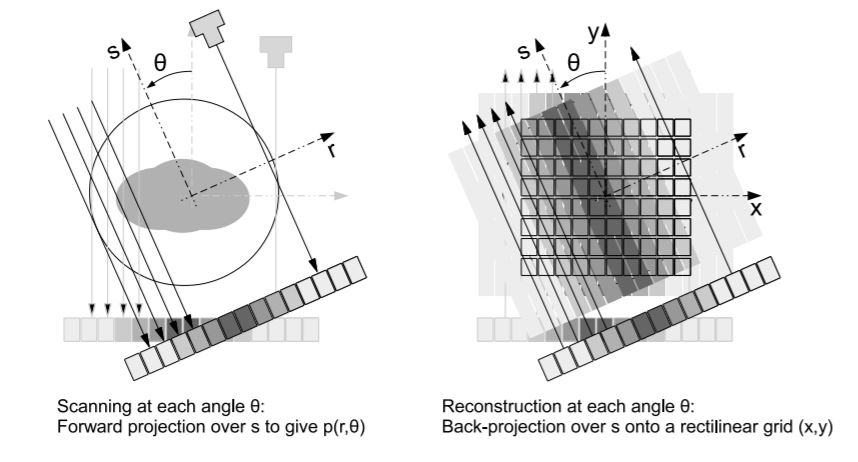 s
θ
r
s
y
θ
r
x
Scanning at each angle θ:
Forward projection over s to give p(r,θ)
Reconstruction at each angle θ:
Back-projection over s onto a rectilinear grid (x,y)